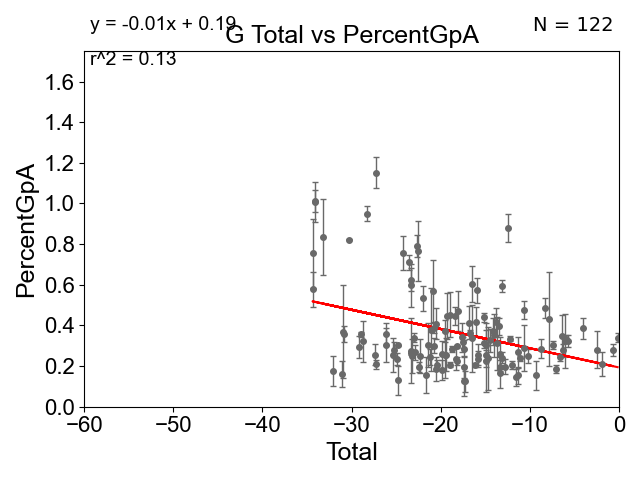 y = -0.01x + 0.19
G Total vs PercentGpA
N = 122
r^2 = 0.13
PercentGpA
1.6
1.4
1.2
1.0
0.8
0.6
0.4
0.2
0.0
−60 −50 −40 −30 −20 −10 0
Total